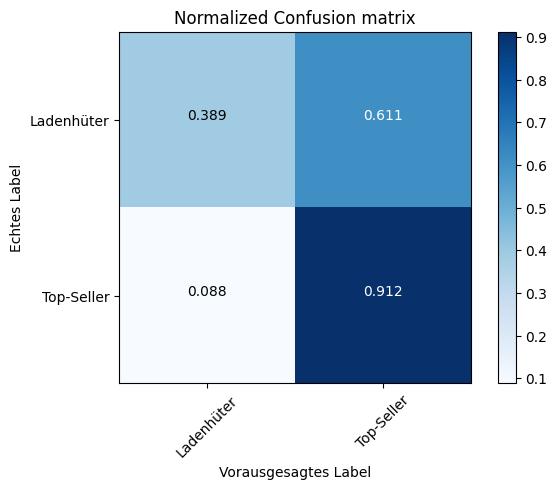 Normalized Confusion matrix
Echtes Label
Ladenhüter
Top-Seller
0.389
0.611
0.088
0.912
Ladenhüter
Top-Seller
Vorausgesagtes Label
0.9
0.8
0.7
0.6
0.5
0.4
0.3
0.2
0.1